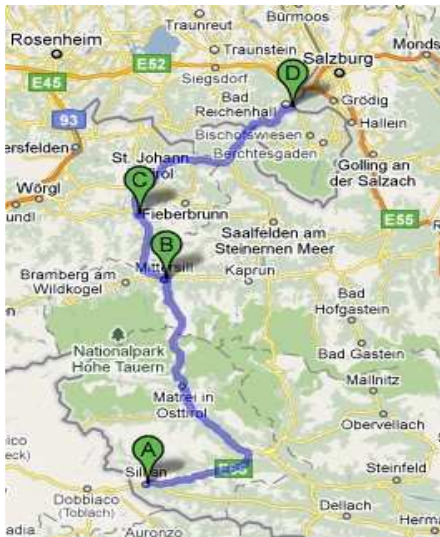 Rosenheim
Traunreut
Bürmoos
Traunstein
Monds
E52
Salzburg
E45
Siegsdorf
D
Bad
Reichenhall
Grödig
93
Bischofswiesen
Hallein
ersfelden
Berchtesgaden
St. Johann
Golling an
der Salzach
Wörgl
C
E55
Fieberbrunn
Saalfelden am
Steinernen Meer
B
Mittersill
Bramberg am
Wildkogel
Kaprun
Bad
Hofgastein
Nationalpark
Hohe Tauern
Bad Gastein
Mallnitz
Matrei in
Osttirol
Obervellach
A
E66
Steinfeld
Dobbiaco
(Toblach)
Dellach
Herma
Auronzo